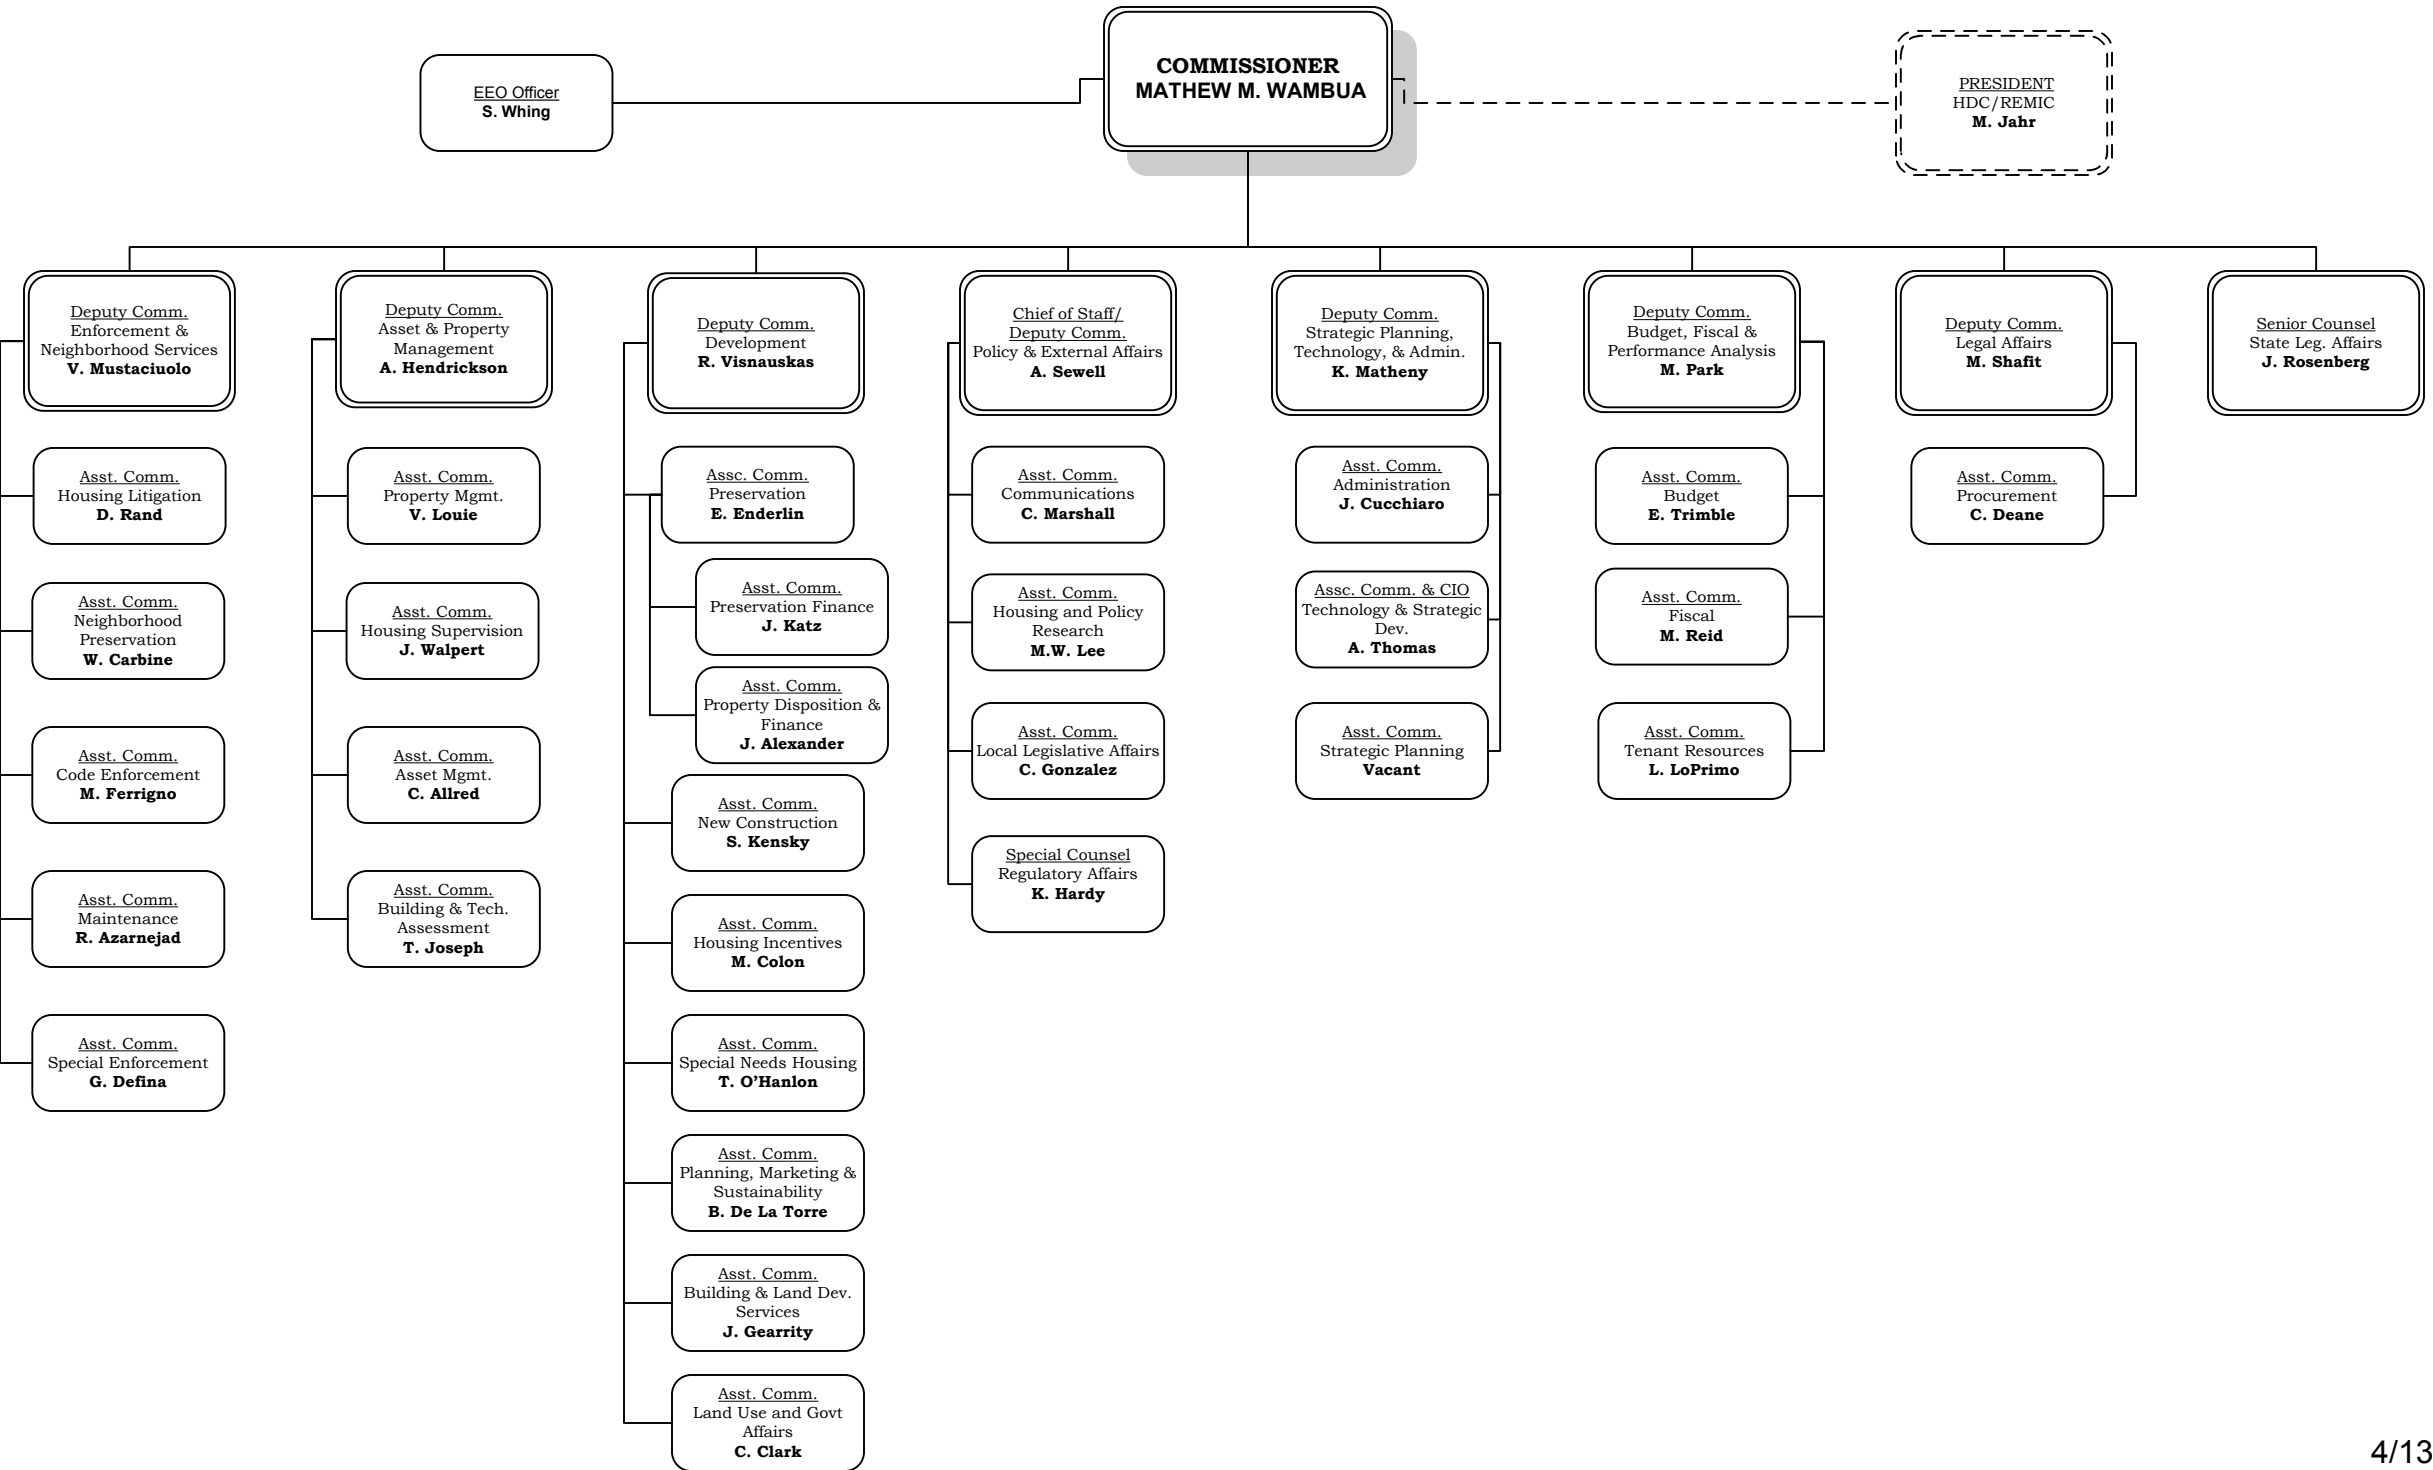 COMMISSIONER
MATHEW M. WAMBUA
EEO Officer
S. Whing
PRESIDENT
HDC/REMIC
M. Jahr
Deputy Comm.
Enforcement &
Neighborhood Services
V. Mustaciuolo
Asst. Comm.
Housing Litigation
D. Rand
Asst. Comm.
Neighborhood
Preservation
W. Carbine
Asst. Comm.
Code Enforcement
M. Ferrigno
Asst. Comm.
Maintenance
R. Azarnejad
Asst. Comm.
Special Enforcement
G. Defina
Deputy Comm.
Asset & Property
Management
A. Hendrickson
Asst. Comm.
Property Mgmt.
V. Louie
Asst. Comm.
Housing Supervision
J. Walpert
Asst. Comm.
Asset Mgmt.
C. Allred
Asst. Comm.
Building & Tech.
Assessment
T. Joseph
Deputy Comm.
Development
R. Visnauskas
Assc. Comm.
Preservation
E. Enderlin
Asst. Comm.
Preservation Finance
J. Katz
Asst. Comm.
Property Disposition &
Finance
J. Alexander
Asst. Comm.
New Construction
S. Kensky
Asst. Comm.
Housing Incentives
M. Colon
Asst. Comm.
Special Needs Housing
T. O’Hanlon
Asst. Comm.
Planning, Marketing &
Sustainability
B. De La Torre
Asst. Comm.
Building & Land Dev.
Services
J. Gearrity
Asst. Comm.
Land Use and Govt
Affairs
C. Clark
Chief of Staff/
Deputy Comm.
Policy & External Affairs
A. Sewell
Asst. Comm.
Communications
C. Marshall
Asst. Comm.
Housing and Policy
Research
M.W. Lee
Asst. Comm.
Local Legislative Affairs
C. Gonzalez
Special Counsel
Regulatory Affairs
K. Hardy
Deputy Comm.
Strategic Planning,
Technology, & Admin.
K. Matheny
Asst. Comm.
Administration
J. Cucchiaro
Assc. Comm. & CIO
Technology & Strategic
Dev.
A. Thomas
Asst. Comm.
Strategic Planning
Vacant
Deputy Comm.
Budget, Fiscal &
Performance Analysis
M. Park
Asst. Comm.
Budget
E. Trimble
Asst. Comm.
Fiscal
M. Reid
Asst. Comm.
Tenant Resources
L. LoPrimo
Deputy Comm.
Legal Affairs
M. Shafit
Asst. Comm.
Procurement
C. Deane
Senior Counsel
State Leg. Affairs
J. Rosenberg
4/13